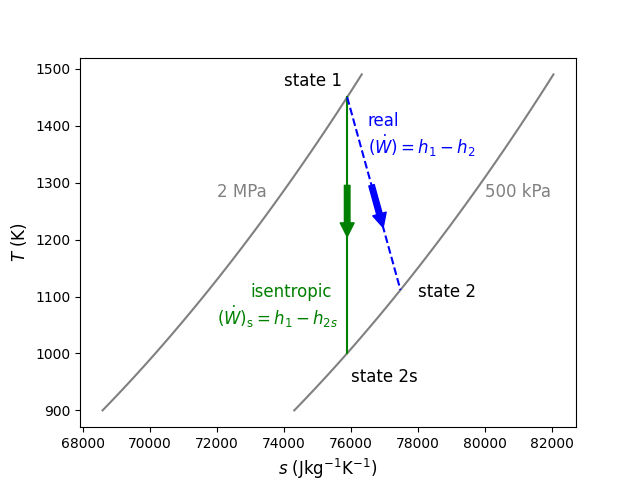 1500
1400
1300
1200
1100
1000
900
T (K)
state 1
real
(Ẇ) = h₁ − h₂
2 MPa
500 kPa
isentropic
(Ẇ)ₛ = h₁ − h₂ₛ
state 2
state 2s
68000 70000 72000 74000 76000 78000 80000 82000
s (Jkg⁻¹K⁻¹)